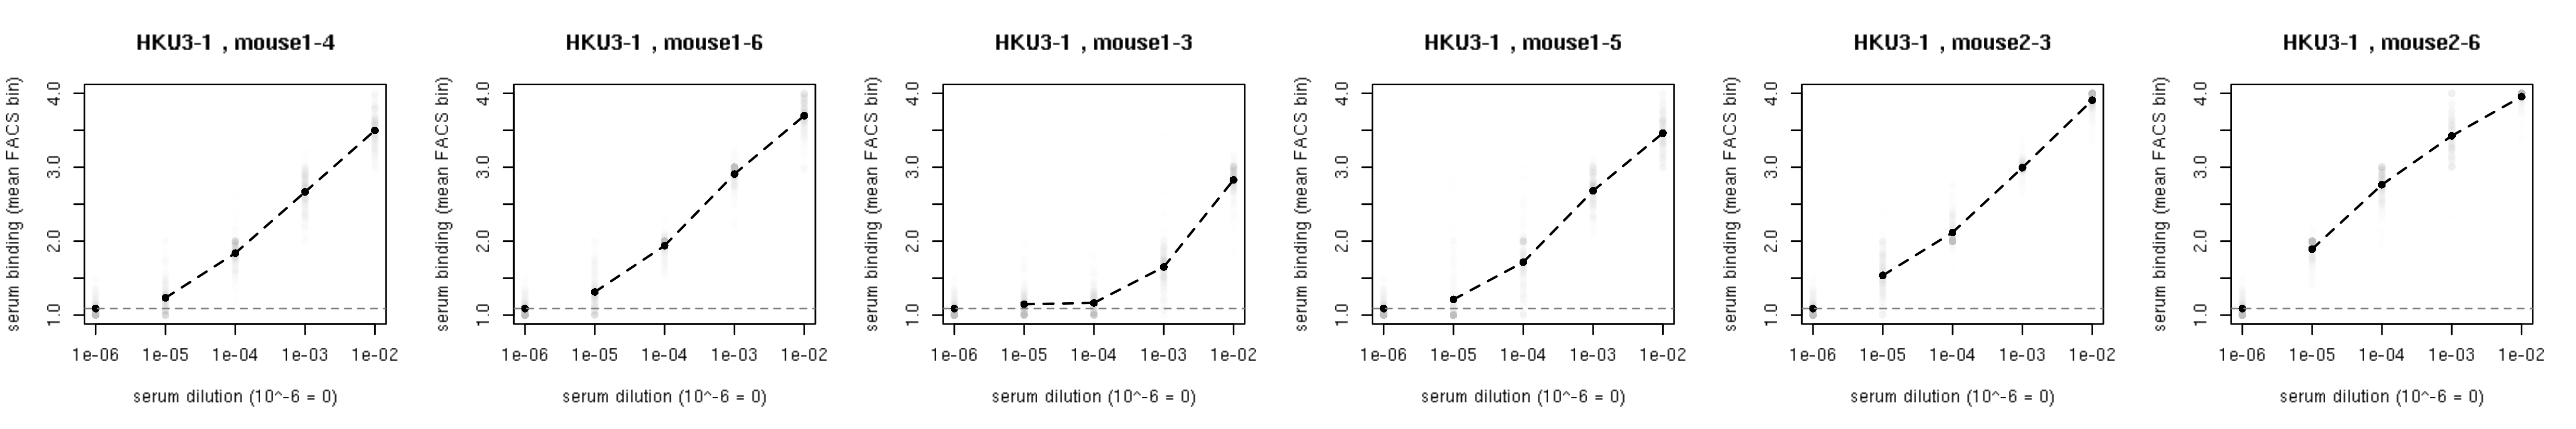 HKU3-1 , mouse1-4
serum binding (mean FACS bin)
4.0
3.0
2.0
1.0
1e-06 1e-05 1e-04 1e-03 1e-02
serum dilution (10^-6 = 0)
HKU3-1 , mouse1-6
serum binding (mean FACS bin)
4.0
3.0
2.0
1.0
1e-06 1e-05 1e-04 1e-03 1e-02
serum dilution (10^-6 = 0)
HKU3-1 , mouse1-3
serum binding (mean FACS bin)
4.0
3.0
2.0
1.0
1e-06 1e-05 1e-04 1e-03 1e-02
serum dilution (10^-6 = 0)
HKU3-1 , mouse1-5
serum binding (mean FACS bin)
4.0
3.0
2.0
1.0
1e-06 1e-05 1e-04 1e-03 1e-02
serum dilution (10^-6 = 0)
HKU3-1 , mouse2-3
serum binding (mean FACS bin)
4.0
3.0
2.0
1.0
1e-06 1e-05 1e-04 1e-03 1e-02
serum dilution (10^-6 = 0)
HKU3-1 , mouse2-6
serum binding (mean FACS bin)
4.0
3.0
2.0
1.0
1e-06 1e-05 1e-04 1e-03 1e-02
serum dilution (10^-6 = 0)